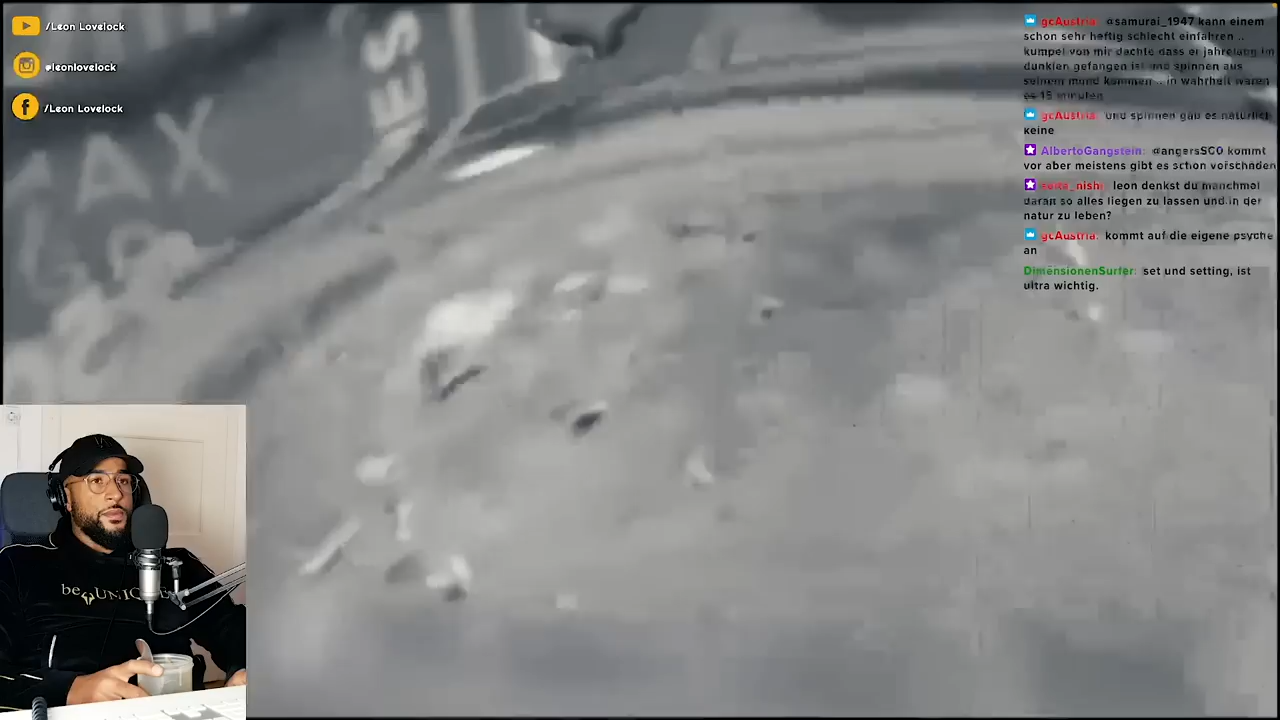 /Leon Lovelock
@leonlovelock
/Leon Lovelock
IES
AX
be UNIQUE
gcAustria: @samurai_1947 kann einem
schon sehr heftig schlecht einfahren ..
kumpel von mir dachte dass er jahrelang im
dunklen gefangen ist und spinnen aus
seinem mund kommen .. in wahrheit waren
es 15 minuten
gcAustria: und spinnen gab es natürlich
keine
AlbertoGangstein: @angersSCO kommt
vor aber meistens gibt es schon vorschäden
leon denkst du manchmal
daran so alles liegen zu lassen und in der
natur zu leben?
gcAustria: kommt auf die eigene psyche
an
DimensionenSurfer: set und setting, ist
ultra wichtig.